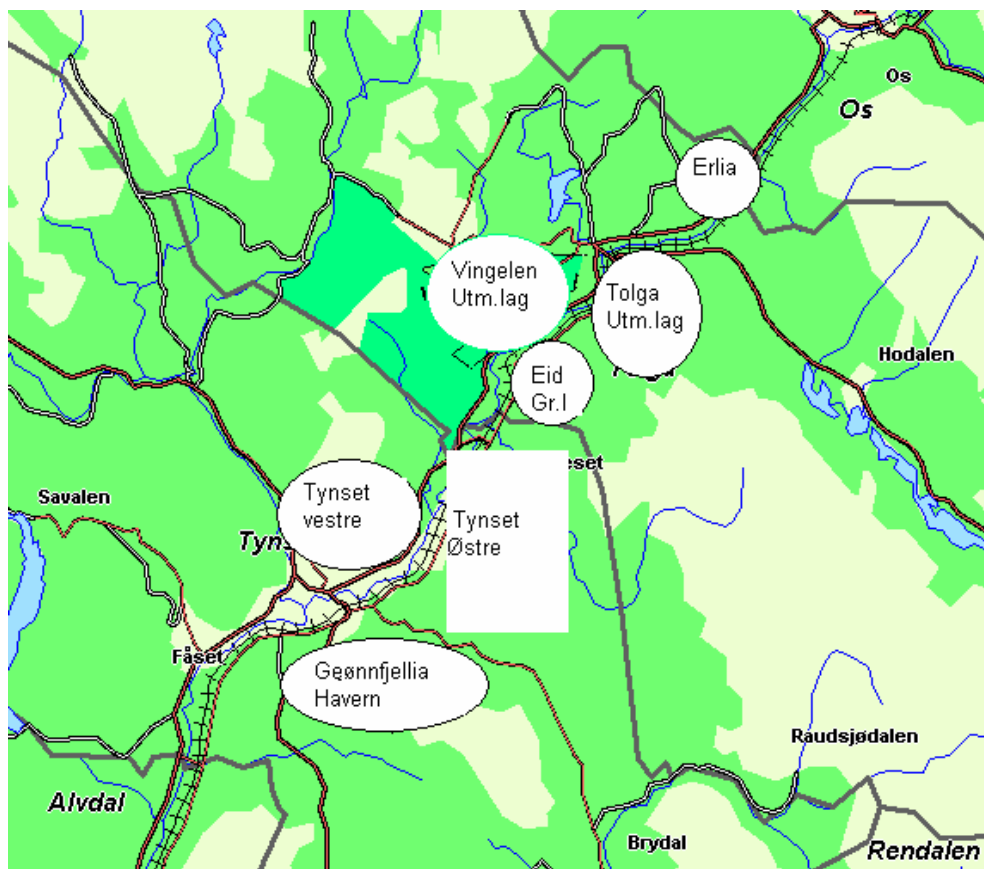 Os
Os
Erlia
Vingelen
Utm.lag
Tolga
Utm.lag
Hodalen
Eid
Gr.l
Savalen
Tynset
vestre
Tynset
Østre
Fåset
Geønnfjellia
Havern
Raudsjødalen
Alvdal
Brydal
Rendalen